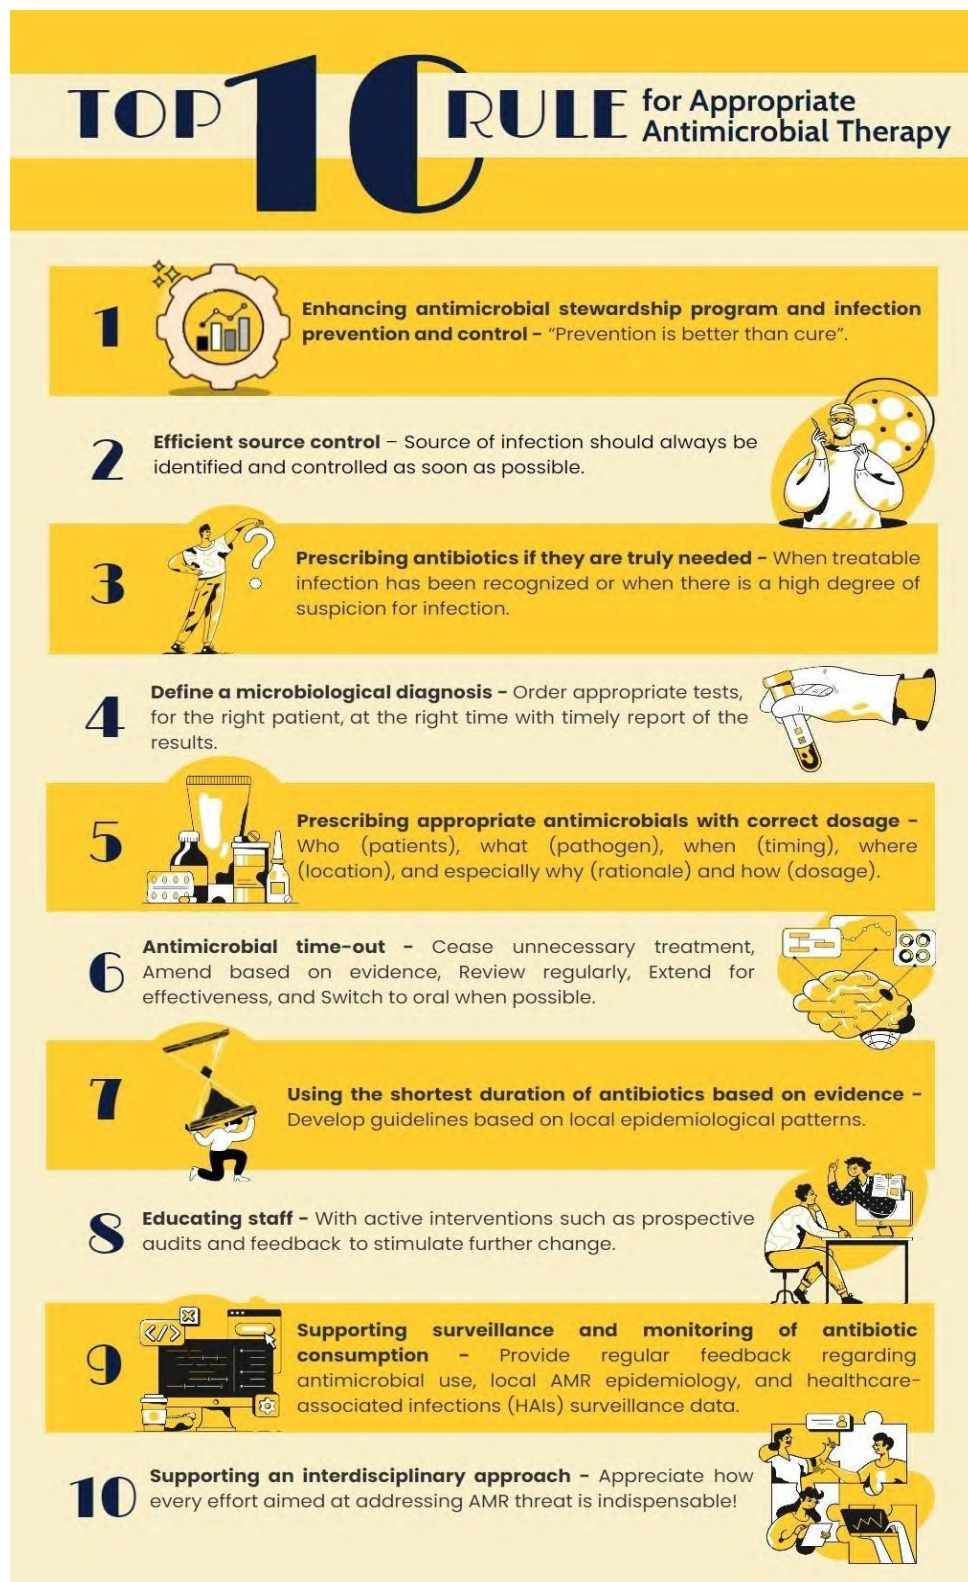 TOP 10 RULE for Appropriate
Antimicrobial Therapy
1
Enhancing antimicrobial stewardship program and infection
prevention and control - “Prevention is better than cure”.
2
Efficient source control – Source of infection should always be
identified and controlled as soon as possible.
3
Prescribing antibiotics if they are truly needed - When treatable
infection has been recognized or when there is a high degree of
suspicion for infection.
4
Define a microbiological diagnosis - Order appropriate tests,
for the right patient, at the right time with timely report of the
results.
5
Prescribing appropriate antimicrobials with correct dosage -
Who (patients), what (pathogen), when (timing), where
(location), and especially why (rationale) and how (dosage).
6
Antimicrobial time-out - Cease unnecessary treatment,
Amend based on evidence, Review regularly, Extend for
effectiveness, and Switch to oral when possible.
7
Using the shortest duration of antibiotics based on evidence -
Develop guidelines based on local epidemiological patterns.
8
Educating staff - With active interventions such as prospective
audits and feedback to stimulate further change.
9
Supporting surveillance and monitoring of antibiotic
consumption - Provide regular feedback regarding
antimicrobial use, local AMR epidemiology, and healthcare-
associated infections (HAIs) surveillance data.
10
Supporting an interdisciplinary approach - Appreciate how
every effort aimed at addressing AMR threat is indispensable!